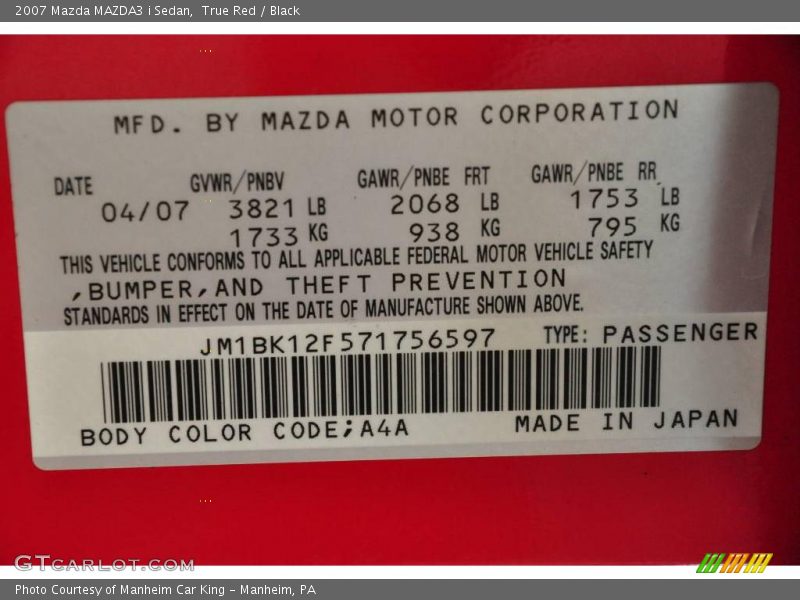 2007 Mazda MAZDA3 i Sedan,  True Red / Black
MFD. BY MAZDA MOTOR CORPORATION
DATE GVWR/PNBV GAWR/PNBE FRT GAWR/PNBE RR
04/07 3821 LB 2068 LB 1753 LB
1733 KG 938 KG 795 KG
THIS VEHICLE CONFORMS TO ALL APPLICABLE FEDERAL MOTOR VEHICLE SAFETY
,BUMPER,AND THEFT PREVENTION
STANDARDS IN EFFECT ON THE DATE OF MANUFACTURE SHOWN ABOVE.
JM1BK12F571756597 TYPE: PASSENGER
BODY COLOR CODE;A4A MADE IN JAPAN
GTCARLOT.COM
Photo Courtesy of Manheim Car King – Manheim, PA